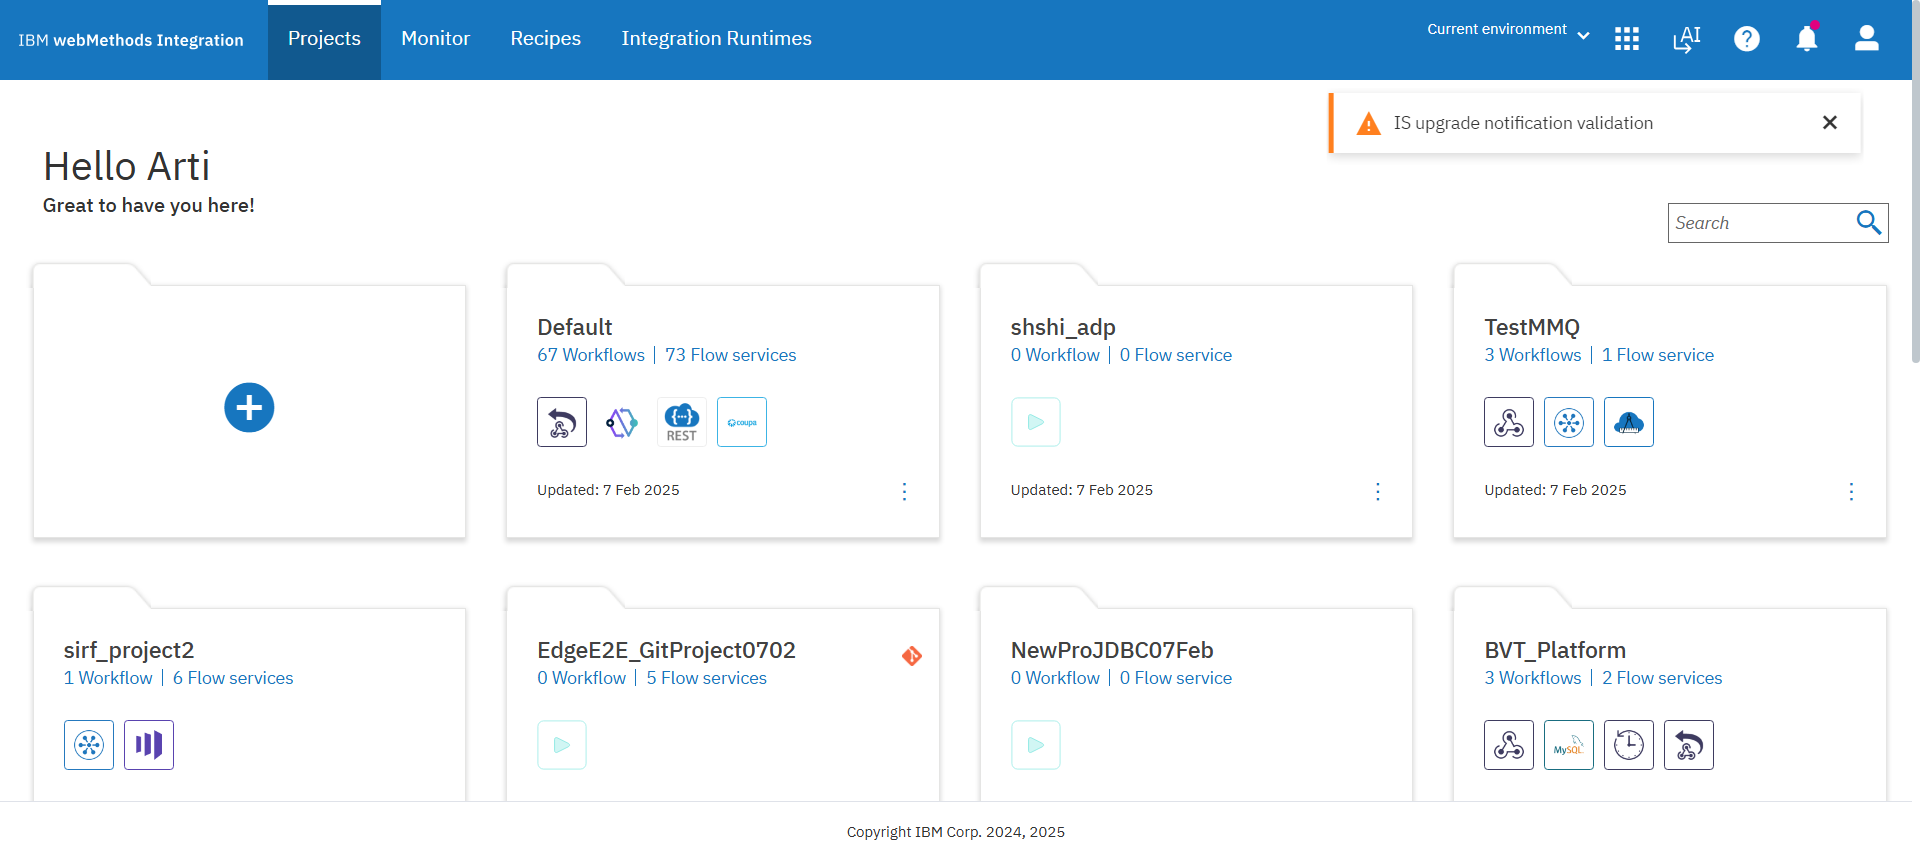 IBM webMethods Integration
Projects
Monitor
Recipes
Integration Runtimes
Current environment
AI
?
IS upgrade notification validation
Hello Arti
Great to have you here!
Search
Default
67 Workflows | 73 Flow services
REST
coupa
Updated: 7 Feb 2025
shshi_adp
0 Workflow | 0 Flow service
Updated: 7 Feb 2025
TestMMQ
3 Workflows | 1 Flow service
Updated: 7 Feb 2025
sirf_project2
1 Workflow | 6 Flow services
EdgeE2E_GitProject0702
0 Workflow | 5 Flow services
NewProJDBC07Feb
0 Workflow | 0 Flow service
BVT_Platform
3 Workflows | 2 Flow services
MySQL
Copyright IBM Corp. 2024, 2025